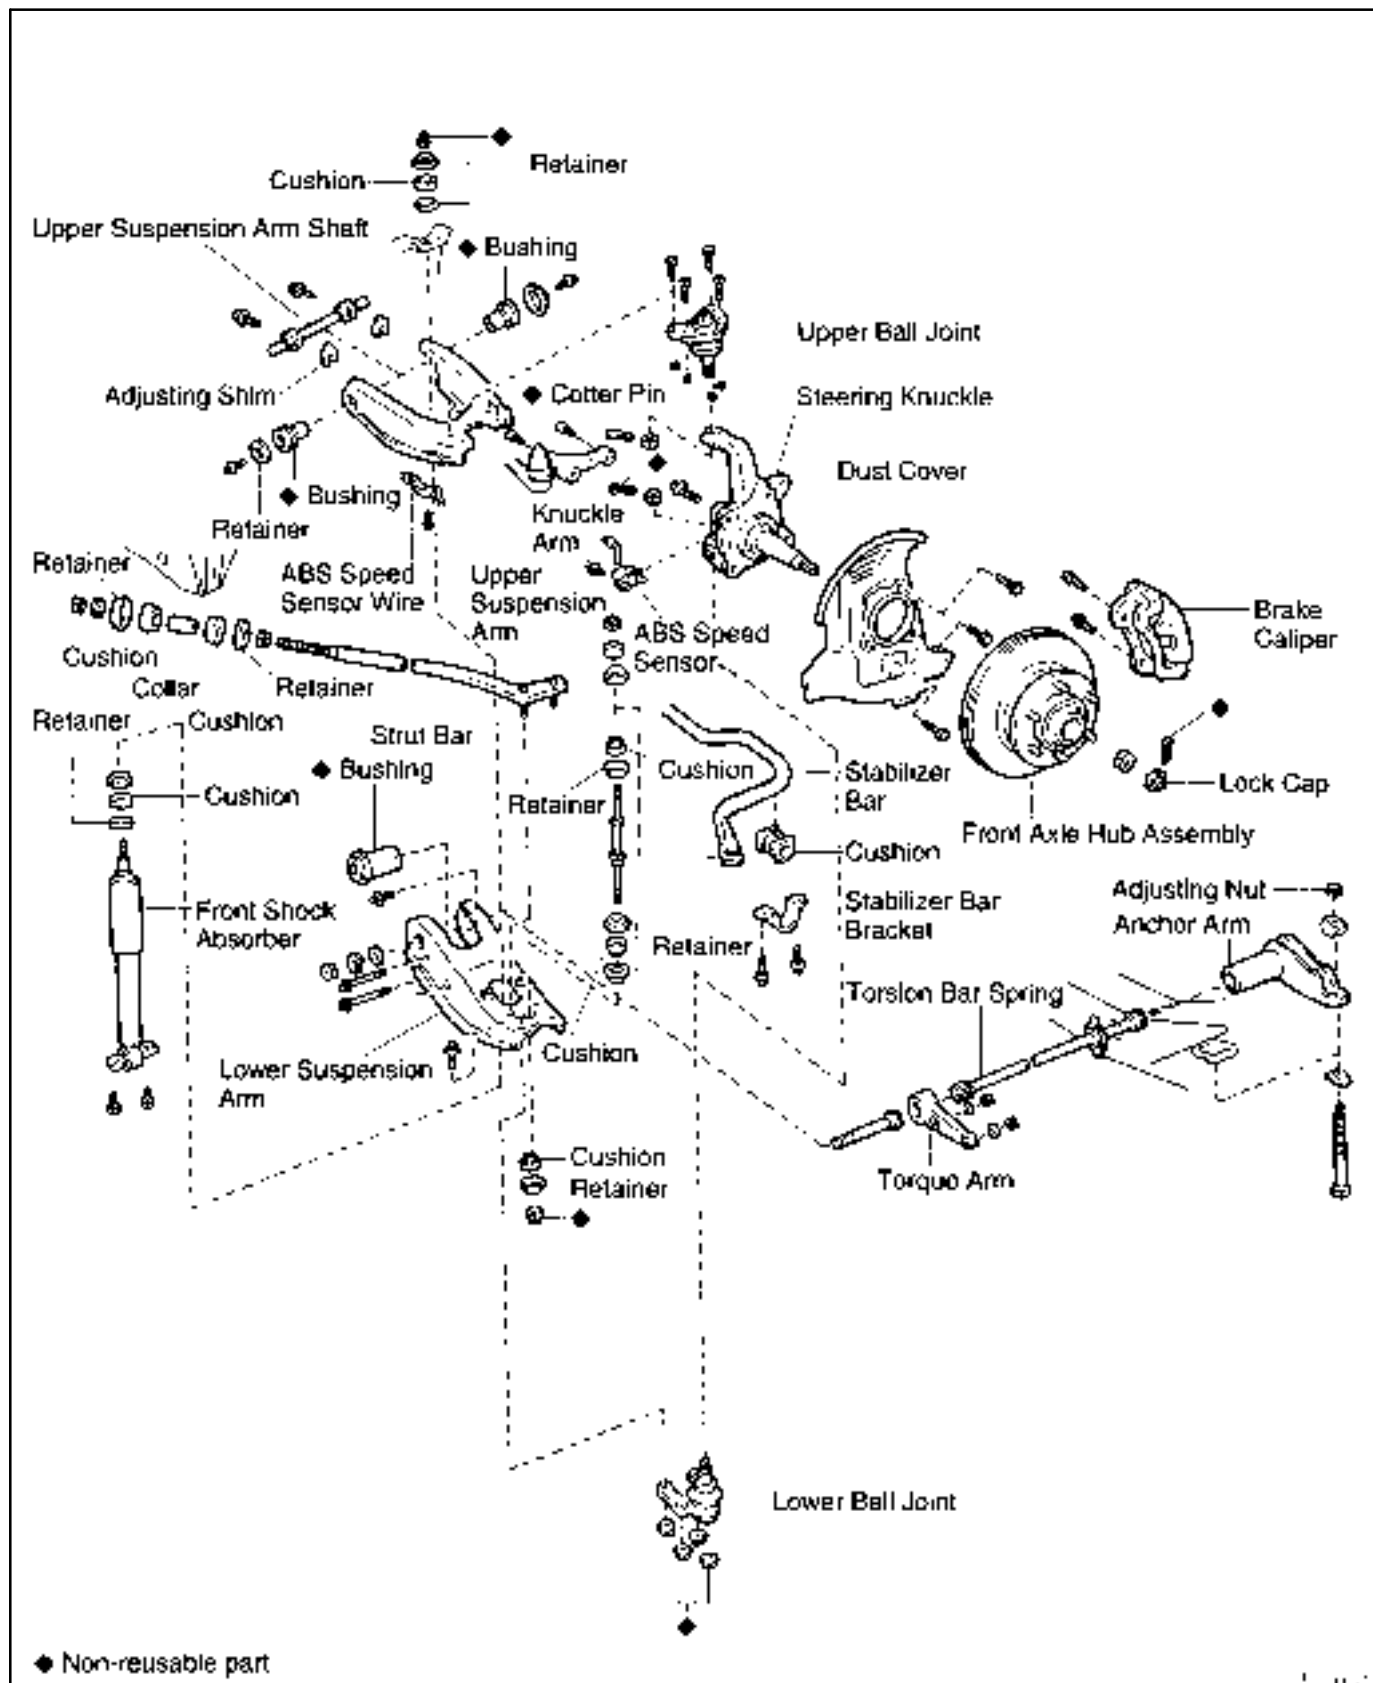 Retainer
Cushion
Upper Suspension Arm Shaft
◆ Bushing
Upper Ball Joint
Adjusting Shim
◆ Cotter Pin
Steering Knuckle
Dust Cover
◆ Bushing
Knuckle
Arm
Retainer
Retainer
ABS Speed
Sensor Wire
Upper
Suspension
Arm
ABS Speed
Sensor
Brake
Caliper
Cushion
Collar
Retainer
Retainer
Cushion
Strut Bar
◆ Bushing
Cushion
Cushion
Retainer
Stabilizer
Bar
Lock Cap
Front Axle Hub Assembly
Cushion
Adjusting Nut
Anchor Arm
Front Shock
Absorber
Stabilizer Bar
Bracket
Retainer
Torsion Bar Spring
Lower Suspension
Arm
Cushion
Cushion
Retainer
Torque Arm
Lower Ball Joint
◆ Non-reusable part